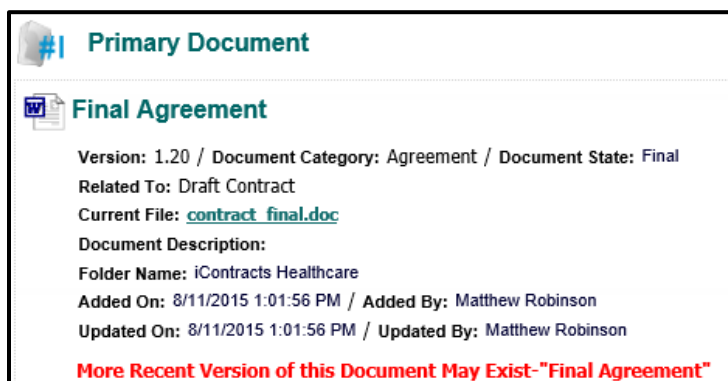 #1 Primary Document
Final Agreement
Version: 1.20 / Document Category: Agreement / Document State: Final
Related To: Draft Contract
Current File: contract_final.doc
Document Description:
Folder Name: iContracts Healthcare
Added On: 8/11/2015 1:01:56 PM / Added By: Matthew Robinson
Updated On: 8/11/2015 1:01:56 PM / Updated By: Matthew Robinson
More Recent Version of this Document May Exist-"Final Agreement"